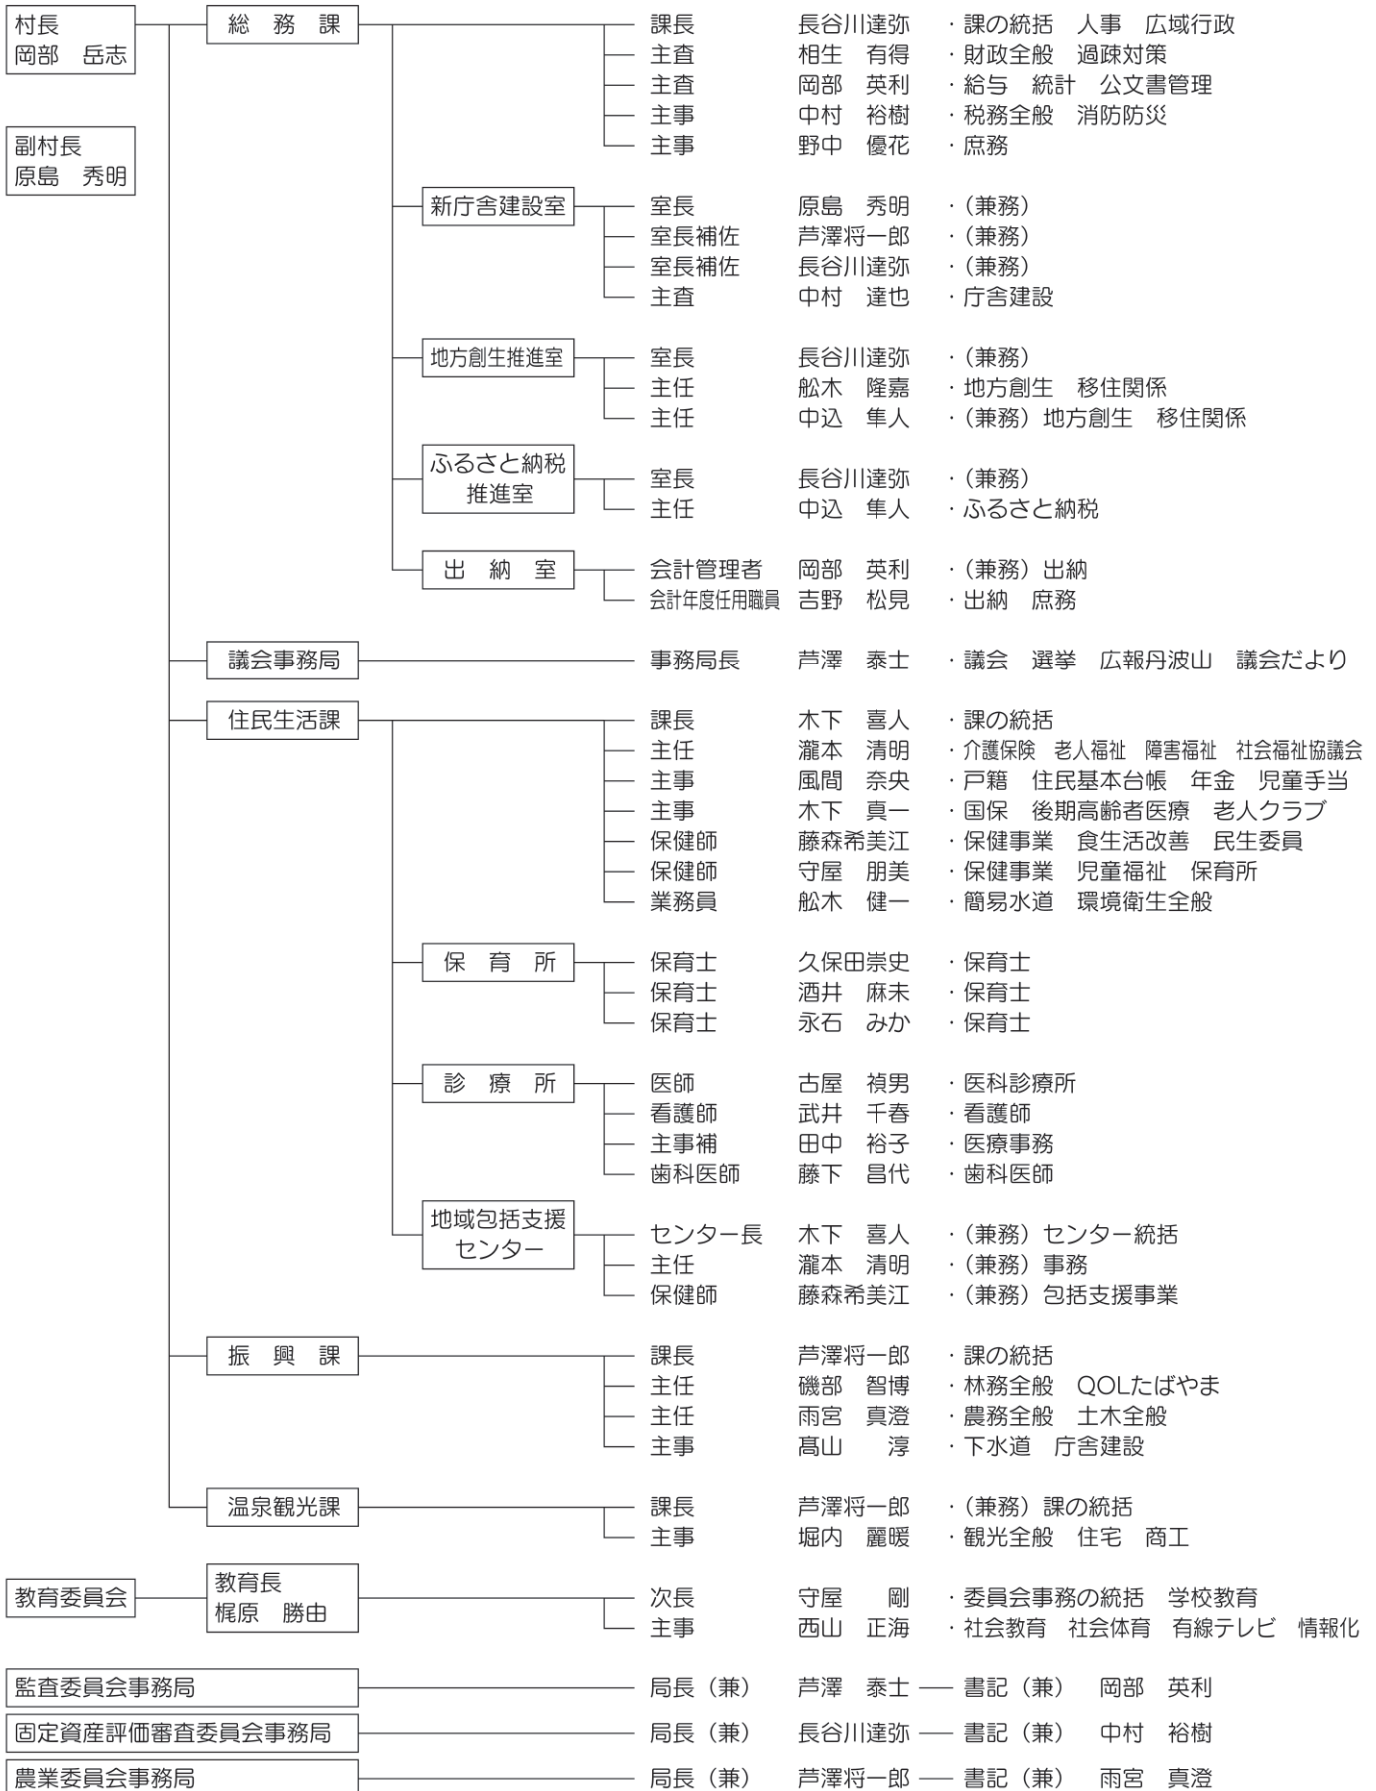 村長
岡部　岳志
副村長
原島　秀明
総　務　課
課長　長谷川達弥　・課の統括　人事　広域行政
主査　相生　有得　・財政全般　過疎対策
主査　岡部　英利　・給与　統計　公文書管理
主事　中村　裕樹　・税務全般　消防防災
主事　野中　優花　・庶務
新庁舎建設室
室長　原島　秀明　・（兼務）
室長補佐　芦澤将一郎　・（兼務）
室長補佐　長谷川達弥　・（兼務）
主査　中村　達也　・庁舎建設
地方創生推進室
室長　長谷川達弥　・（兼務）
主任　舩木　隆嘉　・地方創生　移住関係
主任　中込　隼人　・（兼務）地方創生　移住関係
ふるさと納税
推進室
室長　長谷川達弥　・（兼務）
主任　中込　隼人　・ふるさと納税
出　納　室
会計管理者　岡部　英利　・（兼務）出納
会計年度任用職員　吉野　松見　・出納　庶務
議会事務局
事務局長　芦澤　泰士　・議会　選挙　広報丹波山　議会だより
住民生活課
課長　木下　喜人　・課の統括
主任　瀧本　清明　・介護保険　老人福祉　障害福祉　社会福祉協議会
主事　風間　奈央　・戸籍　住民基本台帳　年金　児童手当
主事　木下　真一　・国保　後期高齢者医療　老人クラブ
保健師　藤森希美江　・保健事業　食生活改善　民生委員
保健師　守屋　朋美　・保健事業　児童福祉　保育所
業務員　舩木　健一　・簡易水道　環境衛生全般
保　育　所
保育士　久保田崇史　・保育士
保育士　酒井　麻未　・保育士
保育士　永石　みか　・保育士
診　療　所
医師　古屋　禎男　・医科診療所
看護師　武井　千春　・看護師
主事補　田中　裕子　・医療事務
歯科医師　藤下　昌代　・歯科医師
地域包括支援
センター
センター長　木下　喜人　・（兼務）センター統括
主任　瀧本　清明　・（兼務）事務
保健師　藤森希美江　・（兼務）包括支援事業
振　興　課
課長　芦澤将一郎　・課の統括
主任　磯部　智博　・林務全般　QOLたばやま
主任　雨宮　真澄　・農務全般　土木全般
主事　髙山　　淳　・下水道　庁舎建設
温泉観光課
課長　芦澤将一郎　・（兼務）課の統括
主事　堀内　麗暖　・観光全般　住宅　商工
教育委員会
教育長
梶原　勝由
次長　守屋　　剛　・委員会事務の統括　学校教育
主事　西山　正海　・社会教育　社会体育　有線テレビ　情報化
監査委員会事務局　局長（兼）　芦澤　泰士　書記（兼）　岡部　英利
固定資産評価審査委員会事務局　局長（兼）　長谷川達弥　書記（兼）　中村　裕樹
農業委員会事務局　局長（兼）　芦澤将一郎　書記（兼）　雨宮　真澄